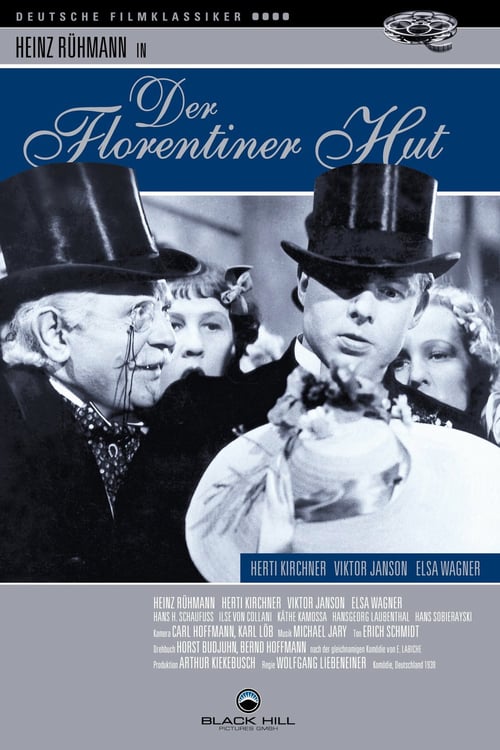 DEUTSCHE FILMKLASSIKER
HEINZ RÜHMANN IN
Der
Florentiner Hut
HERTI KIRCHNER VIKTOR JANSON ELSA WAGNER
HEINZ RÜHMANN HERTI KIRCHNER VIKTOR JANSON ELSA WAGNER
HANS H. SCHAUFUSS ILSE VON COLLANI KÄTHE KAMOSSA HANSGEORG LAUBENTHAL HANS SOBIERAYSKI
Kamera CARL HOFFMANN, KARL LÖB Musik MICHAEL JARY Ton ERICH SCHMIDT
Drehbuch HORST BUDJUHN, BERND HOFFMANN nach der gleichnamigen Komödie von E. LABICHE
Produktion ARTHUR KIEKEBUSCH Regie WOLFGANG LIEBENEINER Komödie, Deutschland 1939
BLACK HILL
PICTURES GMBH